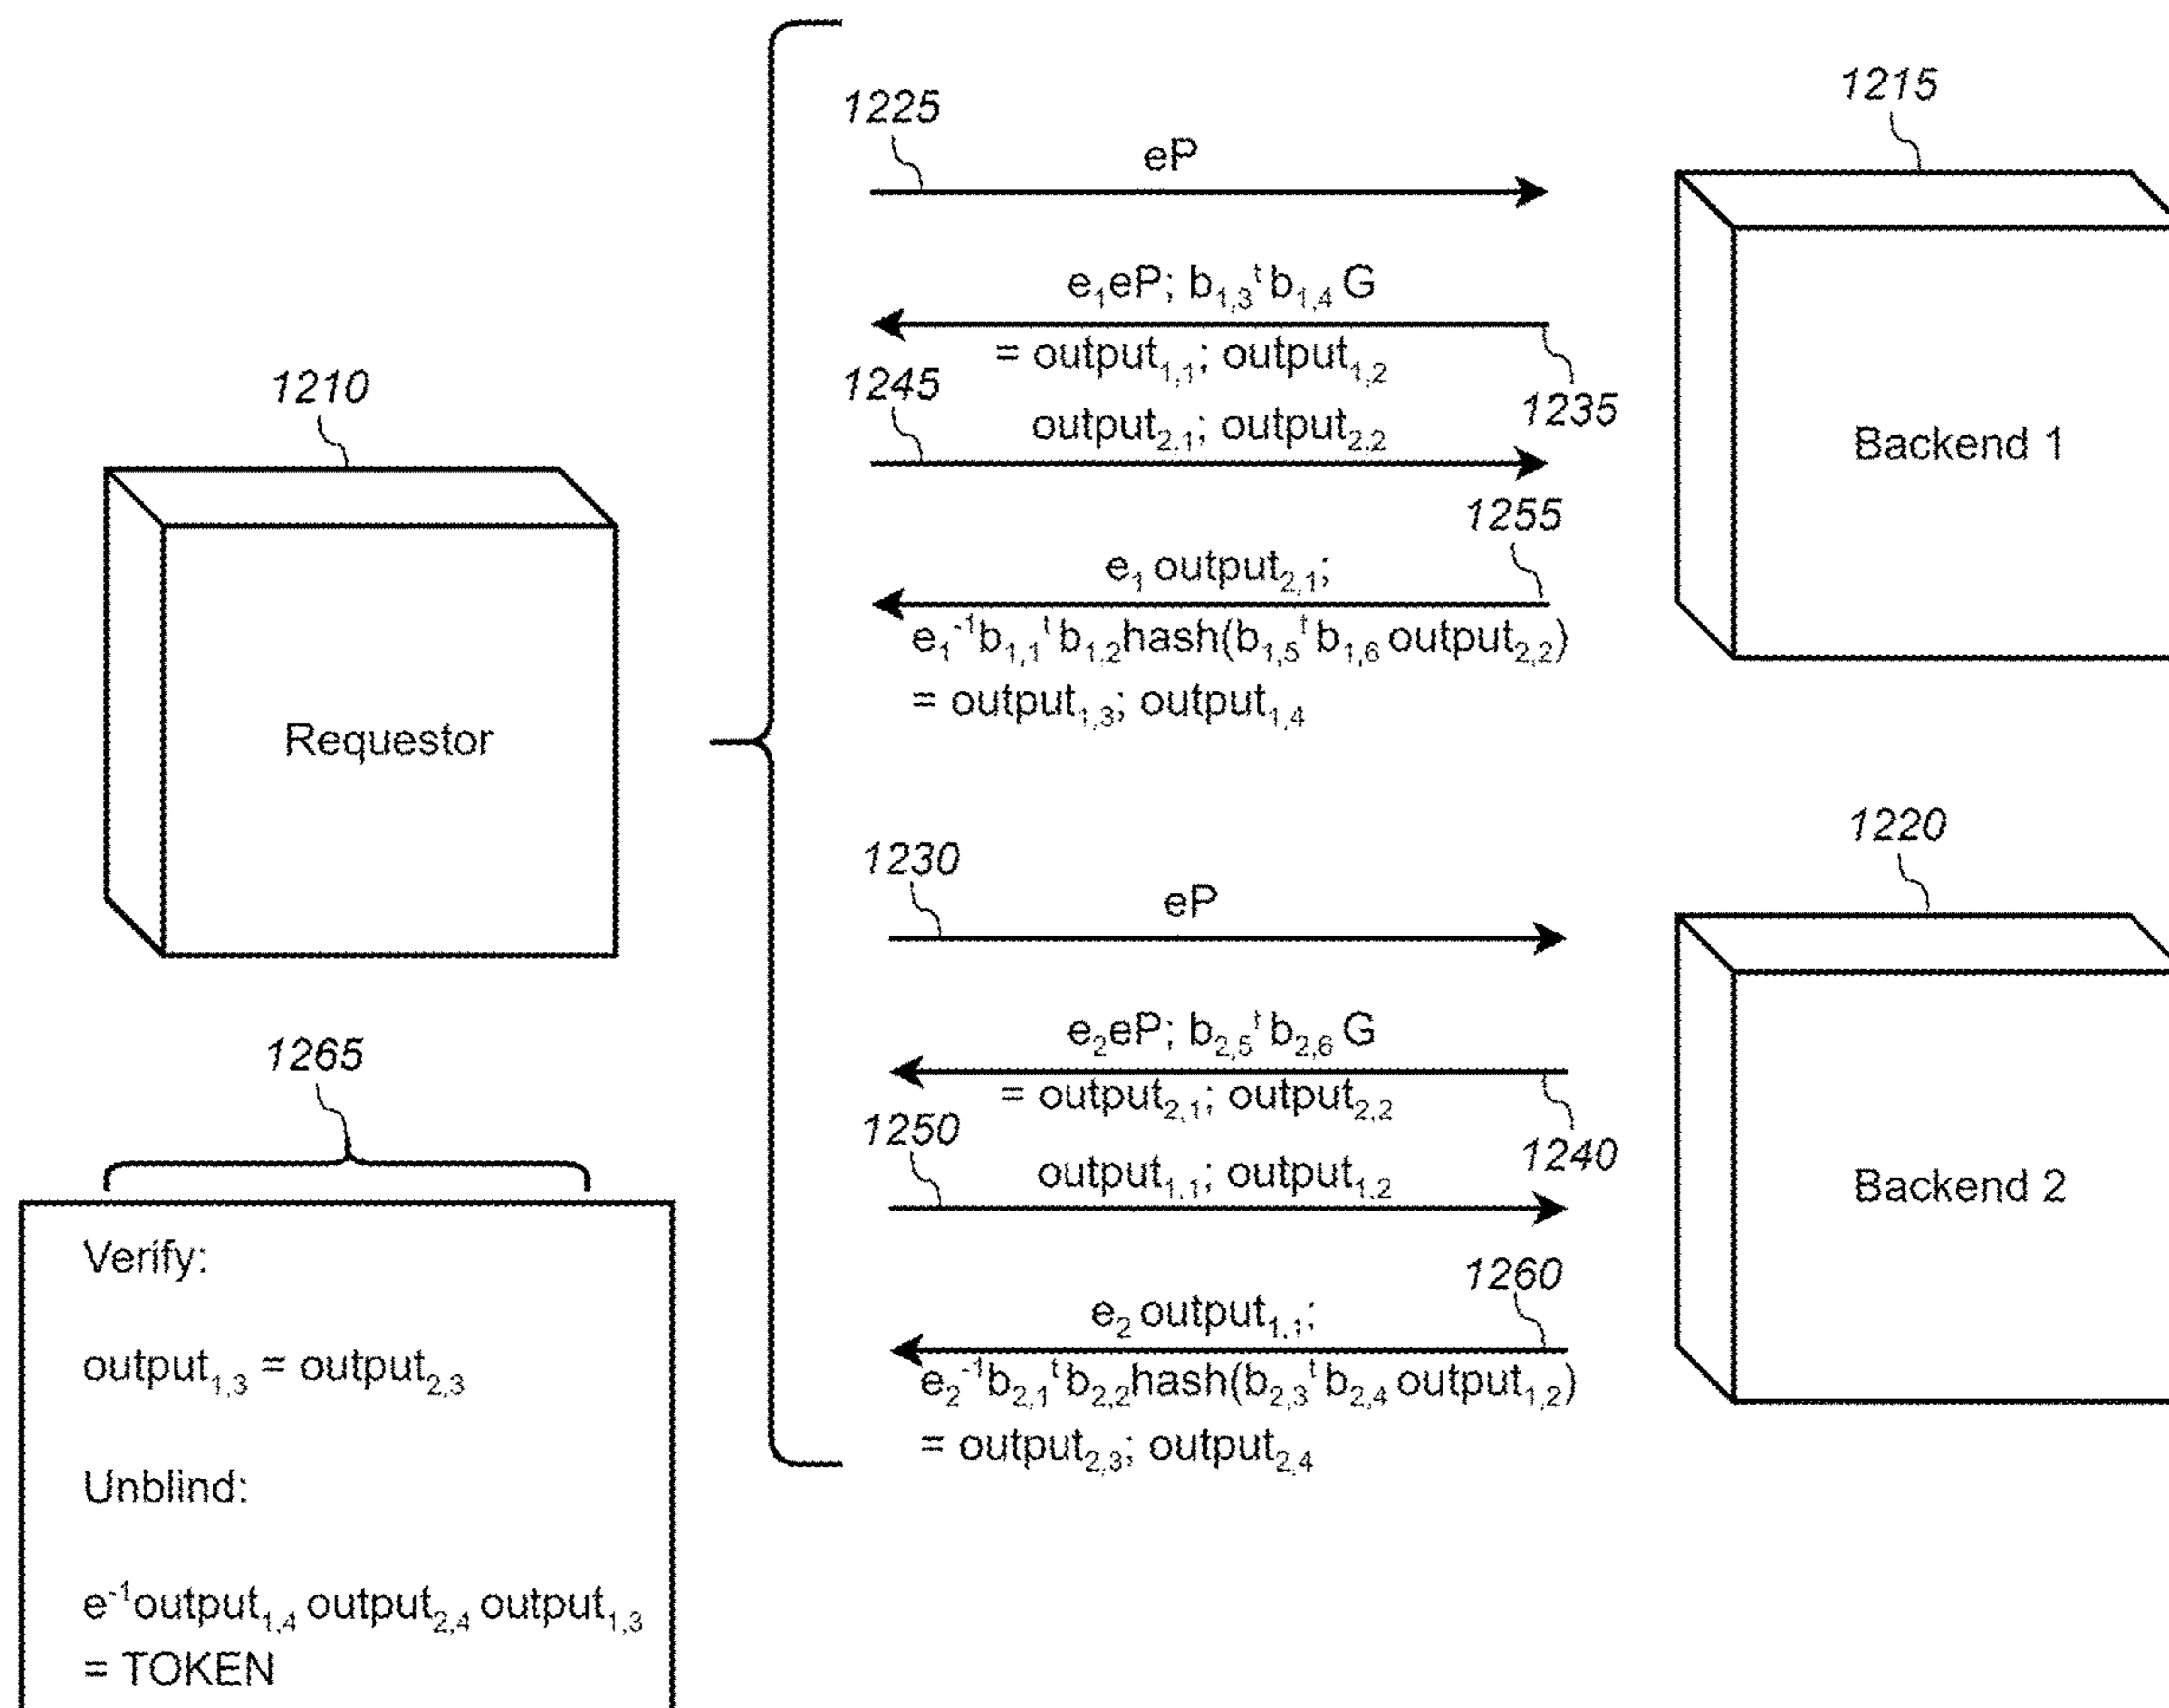 1225
eP
1215
e₁eP; b₁,₃ᵗb₁,₄ G
= output₁,₁; output₁,₂
1235
1245
output₂,₁; output₂,₂
1255
e₁ output₂,₁;
e₁⁻¹b₁,₁ᵗb₁,₂hash(b₁,₅ᵗb₁,₆ output₂,₂)
= output₁,₃; output₁,₄
Backend 1
1210
Requestor
1230
eP
1220
e₂eP; b₂,₅ᵗb₂,₆ G
= output₂,₁; output₂,₂
1240
1250
output₁,₁; output₁,₂
1260
e₂ output₁,₁;
e₂⁻¹b₂,₁ᵗb₂,₂hash(b₂,₃ᵗb₂,₄ output₁,₂)
= output₂,₃; output₂,₄
Backend 2
1265
Verify:
output₁,₃ = output₂,₃
Unblind:
e⁻¹output₁,₄ output₂,₄ output₁,₃
= TOKEN